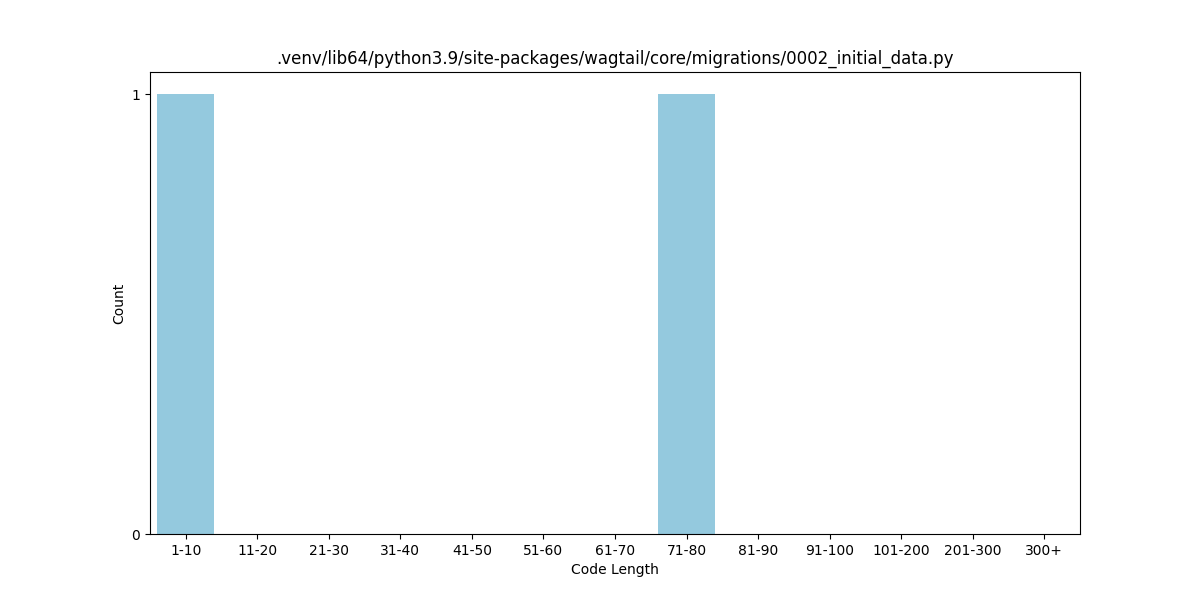 .venv/lib64/python3.9/site-packages/wagtail/core/migrations/0002_initial_data.py
1
Count
0
1-10 11-20 21-30 31-40 41-50 51-60 61-70 71-80 81-90 91-100 101-200 201-300 300+
Code Length